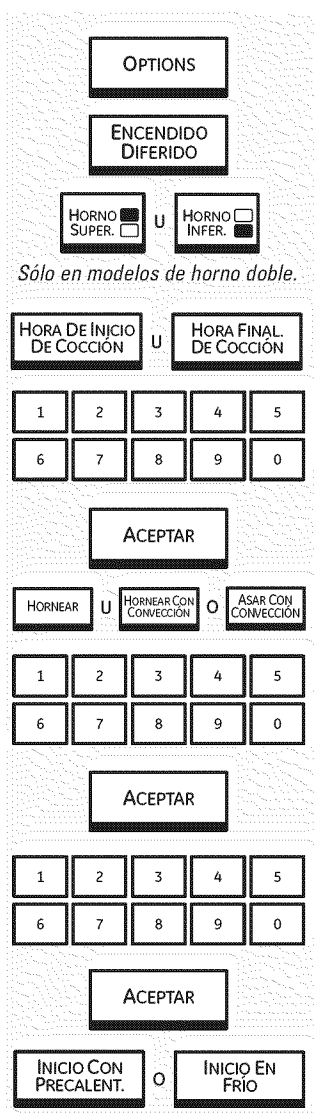 OPTIONS
ENCENDIDO
DIFERIDO
HORNO
SUPER.
U
HORNO
INFER.
Sólo en modelos de horno doble.
HORA DE INICIO
DE COCCIÓN
U
HORA FINAL.
DE COCCIÓN
1 2 3 4 5
6 7 8 9 0
ACEPTAR
HORNEAR U HORNEAR CON
CONVECCIÓN
O
ASAR CON
CONVECCIÓN
1 2 3 4 5
6 7 8 9 0
ACEPTAR
1 2 3 4 5
6 7 8 9 0
ACEPTAR
INICIO CON
PRECALENT.
O
INICIO EN
FRÍO